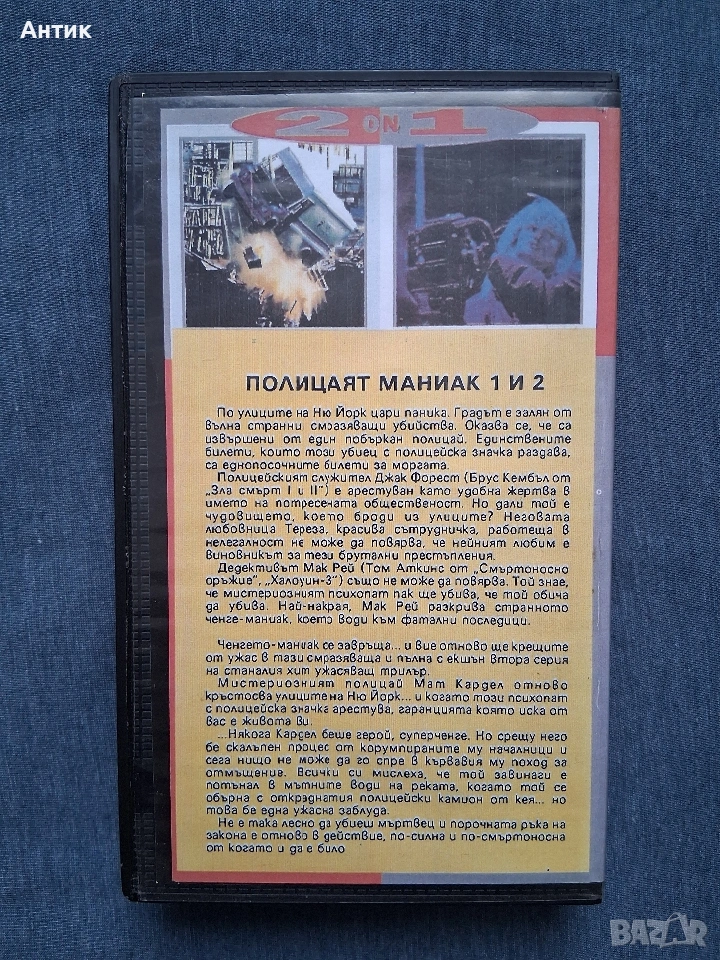 Антик
2 ON 1
ПОЛИЦАЯТ МАНИАК 1 И 2
По улиците на Ню Йорк цари паника. Градът е залян от
вълна странни смразяващи убийства. Оказва се, че са
извършени от един побъркан полицай. Единствените
билети, които този убиец с полицейска значка раздава,
са еднопосочните билети за моргата.
Полицейският служител Джак Форест (Брус Кембъл от
„Зла смърт I и II") е арестуван като удобна жертва в
името на потресената общественост. Но дали той е
чудовището, което броди из улиците? Неговата
любовница Тереза, красива сътрудничка, работеща в
нелегалност не може да повярва, че нейният любим е
виновникът за тези брутални престъпления.
Дедективът Мак Рей (Том Аткинс от „Смъртоносно
оръжие", „Халоуин-3") също не може да повярва. Той знае,
че мистериозният психопат пак ще убива, че той обича
да убива. Най-накрая, Мак Рей разкрива странното
ченге-маниак, което води към фатални последици.
Ченгето-маниак се завръща... и вие отново ще крещите
от ужас в тази смразяваща и пълна с екшън втора серия
на станалия хит ужасяващ трилър.
Мистериозният полицай Мат Кардел отново
кръстосва улиците на Ню Йорк... и когато този психопат
с полицейска значка арестува, гаранцията която иска от
вас е живота ви.
...Някога Кардел беше герой, суперченге. Но срещу него
бе скалъпен процес от корумпираните му началници и
сега нищо не може да го спре в кървавия му поход за
отмъщение. Всички си мислеха, че той завинаги е
потънал в мътните води на реката, когато той се
обърна с откраднатия полицейски камион от кея... но
това бе една ужасна заблуда.
Не е така лесно да убиеш мъртвец и порочната ръка на
закона е отново в действие, по-силна и по-смъртоносна
от когато и да е било
BAZAR